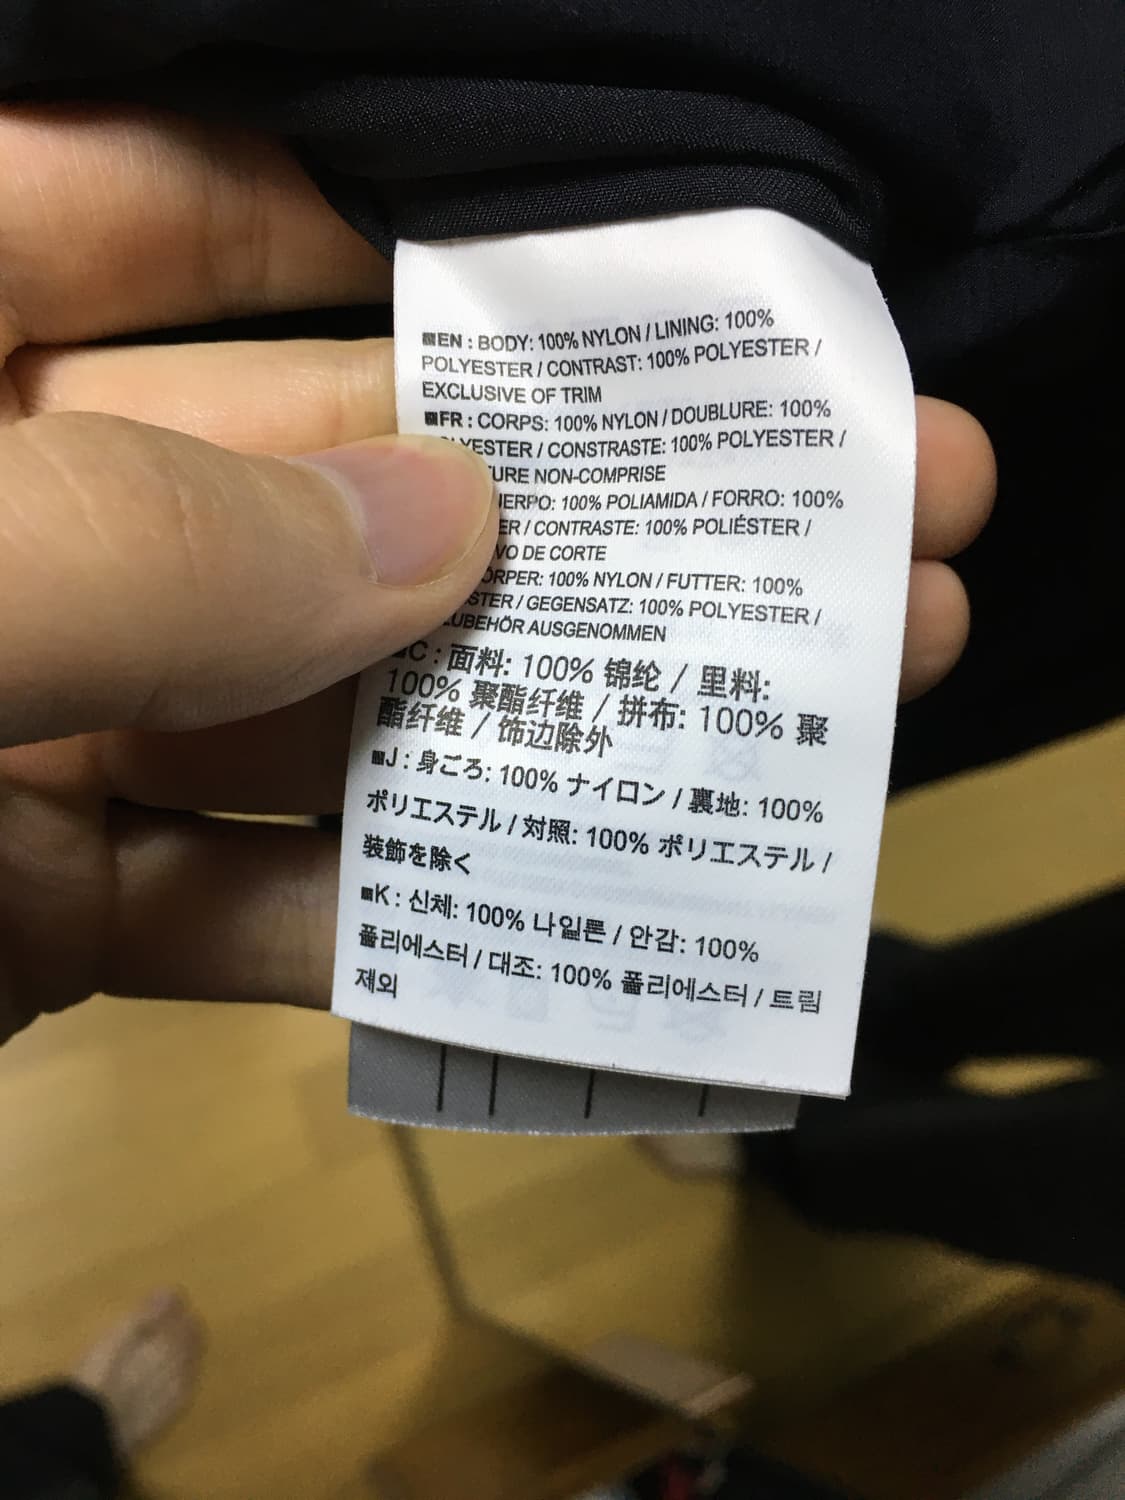 ■EN : BODY: 100% NYLON / LINING: 100%
POLYESTER / CONTRAST: 100% POLYESTER /
EXCLUSIVE OF TRIM
■FR : CORPS: 100% NYLON / DOUBLURE: 100%
YESTER / CONSTRASTE: 100% POLYESTER /
URE NON-COMPRISE
ERPO: 100% POLIAMIDA / FORRO: 100%
ER / CONTRASTE: 100% POLIÉSTER /
VO DE CORTE
ÖRPER: 100% NYLON / FUTTER: 100%
STER / GEGENSATZ: 100% POLYESTER /
ZUBEHÖR AUSGENOMMEN
■C : 面料: 100% 锦纶 / 里料:
100% 聚酯纤维 / 拼布: 100% 聚
酯纤维 / 饰边除外
■J : 身ごろ: 100% ナイロン / 裏地: 100%
ポリエステル / 対照: 100% ポリエステル /
装飾を除く
■K : 신체: 100% 나일론 / 안감: 100%
폴리에스터 / 대조: 100% 폴리에스터 / 트림
제외